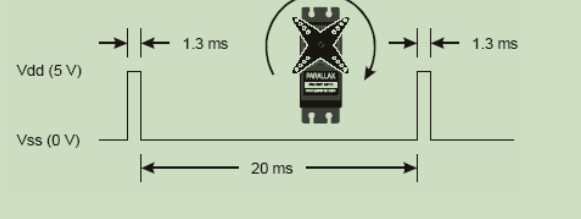 1.3 ms
1.3 ms
Vdd (5 V)
PARALLAX
Vss (0 V)
20 ms